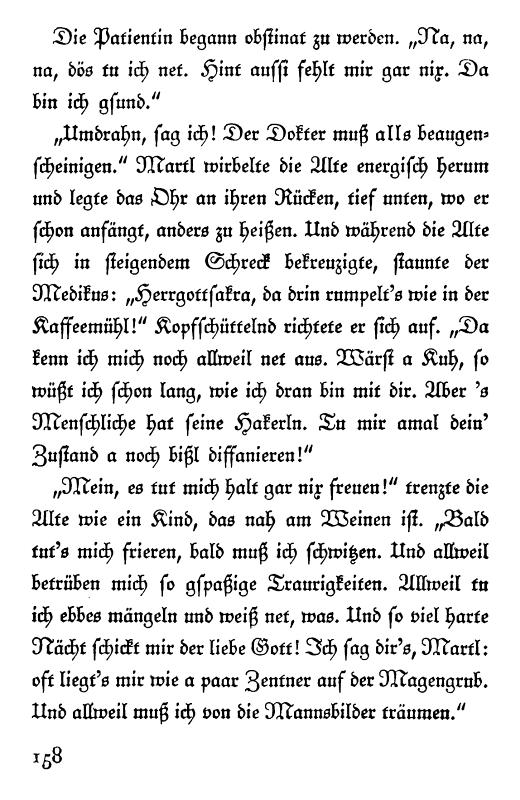 Die Patientin begann obstinat zu werden. „Na, na,
na, dös tu ich net. Hint aufsi fehlt mir gar nix. Da
bin ich gsund.“
„Umdrahn, sag ich! Der Dokter muß alls beaugen-
scheinigen.“ Martl wirbelte die Alte energisch herum
und legte das Ohr an ihren Rücken, tief unten, wo er
schon anfängt, anders zu heißen. Und während die Alte
sich in steigendem Schreck bekreuzigte, staunte der
Medikus: „Herrgottsakra, da drin rumpelt's wie in der
Kaffeemühl!“ Kopfschüttelnd richtete er sich auf. „Da
kenn ich mich noch allweil net aus. Wärst a Kuh, so
wüßt ich schon lang, wie ich dran bin mit dir. Aber 's
Menschliche hat seine Hakerln. Tu mir amal dein'
Zustand a noch bißl diffanieren!“
„Mein, es tut mich halt gar nix freuen!“ trenzte die
Alte wie ein Kind, das nah am Weinen ist. „Bald
tut's mich frieren, bald muß ich schwitzen. Und allweil
betrüben mich so gspaßige Traurigkeiten. Allweil tu
ich ebbes mängeln und weiß net, was. Und so viel harte
Nächt schickt mir der liebe Gott! Ich sag dir's, Martl:
oft liegt's mir wie a paar Zentner auf der Magengrub.
Und allweil muß ich von die Mannsbilder träumen.“
158